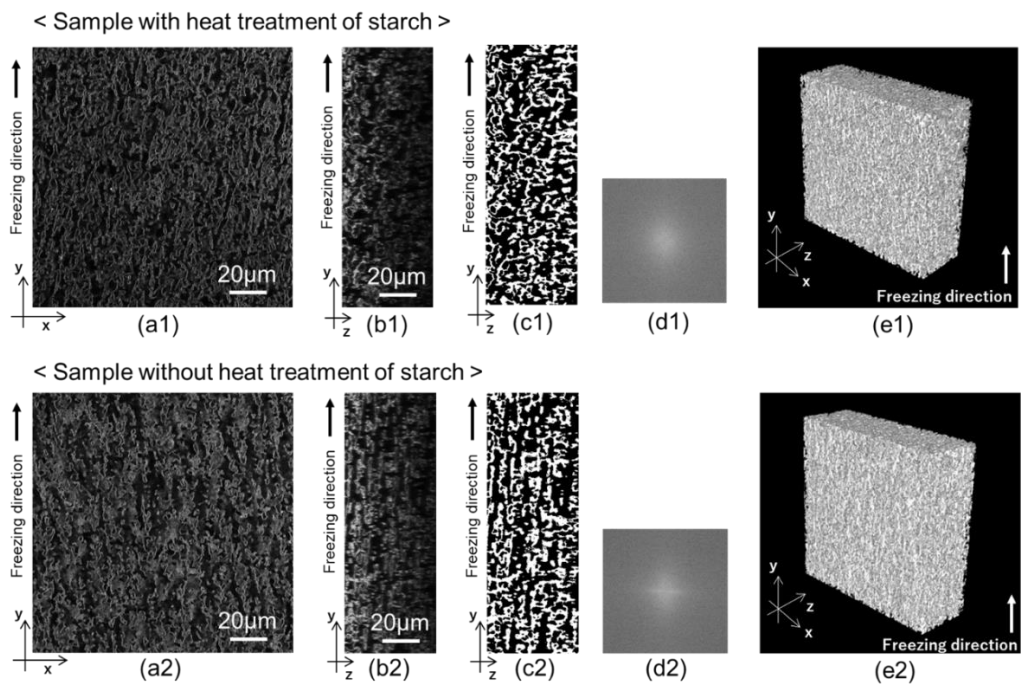 < Sample with heat treatment of starch >
Freezing direction
y
x
20μm
(a1)
Freezing direction
y
z
20μm
(b1)
Freezing direction
y
z
(c1)
(d1)
y
z
x
Freezing direction
(e1)
< Sample without heat treatment of starch >
Freezing direction
y
x
20μm
(a2)
Freezing direction
y
z
20μm
(b2)
Freezing direction
y
z
(c2)
(d2)
y
z
x
Freezing direction
(e2)